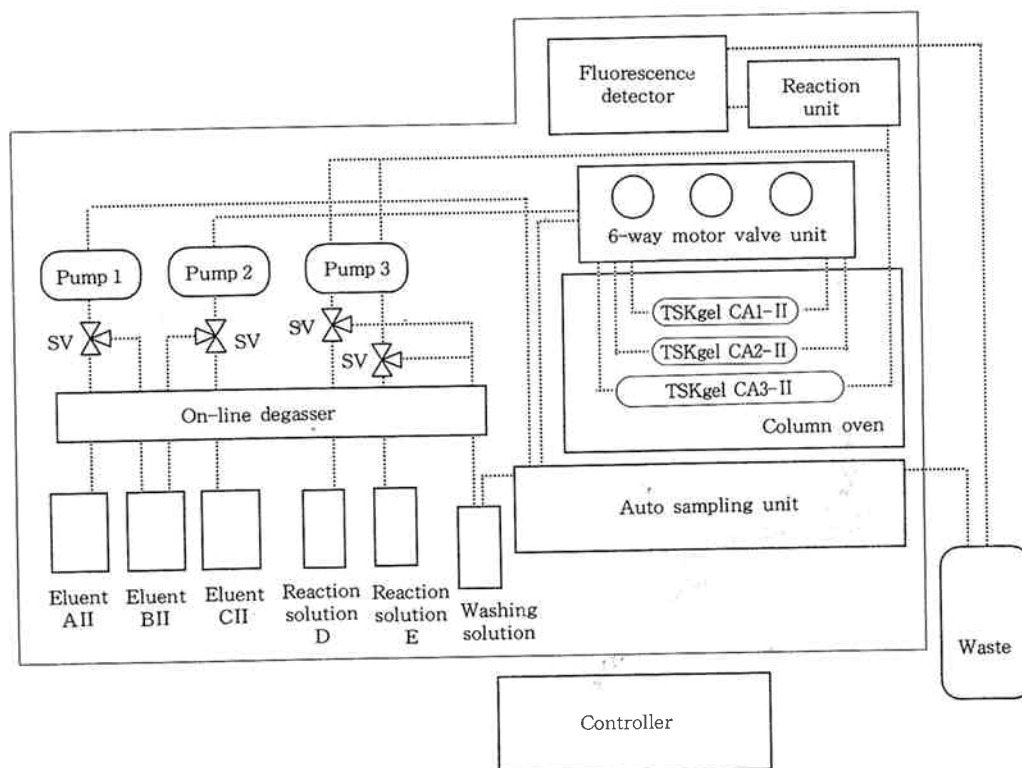 Fluorescence
detector
Reaction
unit
6-way motor valve unit
Pump 1
Pump 2
Pump 3
SV
SV
SV
SV
TSKgel CA1-II
TSKgel CA2-II
TSKgel CA3-II
Column oven
On-line degasser
Auto sampling unit
Eluent
AII
Eluent
BII
Eluent
CII
Reaction
solution
D
Reaction
solution
E
Washing
solution
Waste
Controller